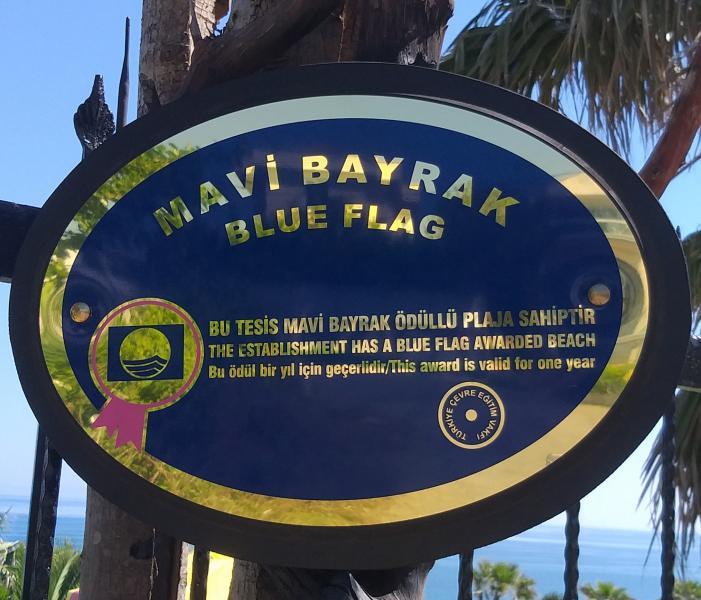 MAVİ BAYRAK
BLUE FLAG
BU TESİS MAVİ BAYRAK ÖDÜLLÜ PLAJA SAHİPTİR
THE ESTABLISHMENT HAS A BLUE FLAG AWARDED BEACH
Bu ödül bir yıl için geçerlidir/This award is valid for one year
TÜRKİYE ÇEVRE EĞİTİM VAKFI